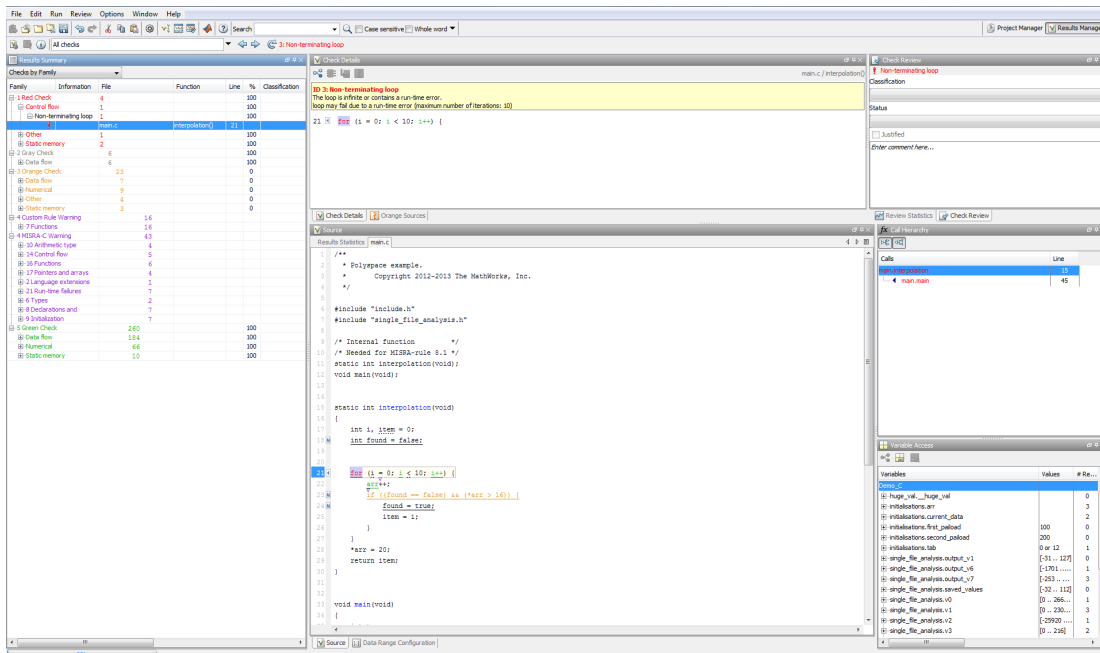 File Edit Run Review Options Window Help
Search
Case sensitive
Whole word
Project Manager
Results Manage
All checks
3: Non-terminating loop
Results Summary
Checks by Family
Family Information File Function Line % Classification
1 Red Check 4 100
Control flow 1 100
Non-terminating loop 1 100
! main.c interpolation() 21
Other 1 100
Static memory 2 100
2 Gray Check 6 100
Data flow 6 100
3 Orange Check 23 0
Data flow 7 0
Numerical 9 0
Other 4 0
Static memory 3 0
4 Custom Rule Warning 16
7 Functions 16
4 MISRA-C Warning 43
10 Arithmetic type 4
14 Control flow 5
16 Functions 6
17 Pointers and arrays 4
2 Language extensions 1
21 Run-time failures 7
6 Types 2
8 Declarations and 7
9 Initialization 7
5 Green Check 260 100
Data flow 184 100
Numerical 66 100
Static memory 10 100
Check Details
main.c / interpolation()
ID 3: Non-terminating loop
The loop is infinite or contains a run-time error.
loop may fail due to a run-time error (maximum number of iterations: 10)
21 for (i = 0; i < 10; i++) {
Check Details Orange Sources
Source
Results Statistics main.c
1 /**
2 * Polyspace example.
3 * Copyright 2012-2013 The MathWorks, Inc.
4 */
5
6 #include "include.h"
7 #include "single_file_analysis.h"
8
9 /* Internal function */
10 /* Needed for MISRA-rule 8.1 */
11 static int interpolation(void);
12 void main(void);
13
14
15 static int interpolation(void)
16 {
17 int i, item = 0;
18 int found = false;
19
20
21 for (i = 0; i < 10; i++) {
22 arr++;
23 if ((found == false) && (*arr > 16)) {
24 found = true;
25 item = i;
26 }
27 }
28 *arr = 20;
29 return item;
30 }
31
32
33 void main(void)
34 {
Source Data Range Configuration
Check Review
! Non-terminating loop
Classification
Status
Justified
Enter comment here...
Review Statistics Check Review
fx Call Hierarchy
Calls Line
main.interpolation 15
main.main 45
Variable Access
Variables Values # Re...
Demo_C
huge_val.__huge_val 0
initialisations.arr 3
initialisations.current_data 2
initialisations.first_paiload 100 0
initialisations.second_paiload 200 0
initialisations.tab 0 or 12 1
single_file_analysis.output_v1 [-31 .. 127] 0
single_file_analysis.output_v6 [-1701 ..... 1
single_file_analysis.output_v7 [-253 .. ... 3
single_file_analysis.saved_values [-32 .. 112] 0
single_file_analysis.v0 [0 .. 266... 1
single_file_analysis.v1 [0 .. 230... 3
single_file_analysis.v2 [-25920 .... 1
single_file_analysis.v3 [0 .. 216] 2